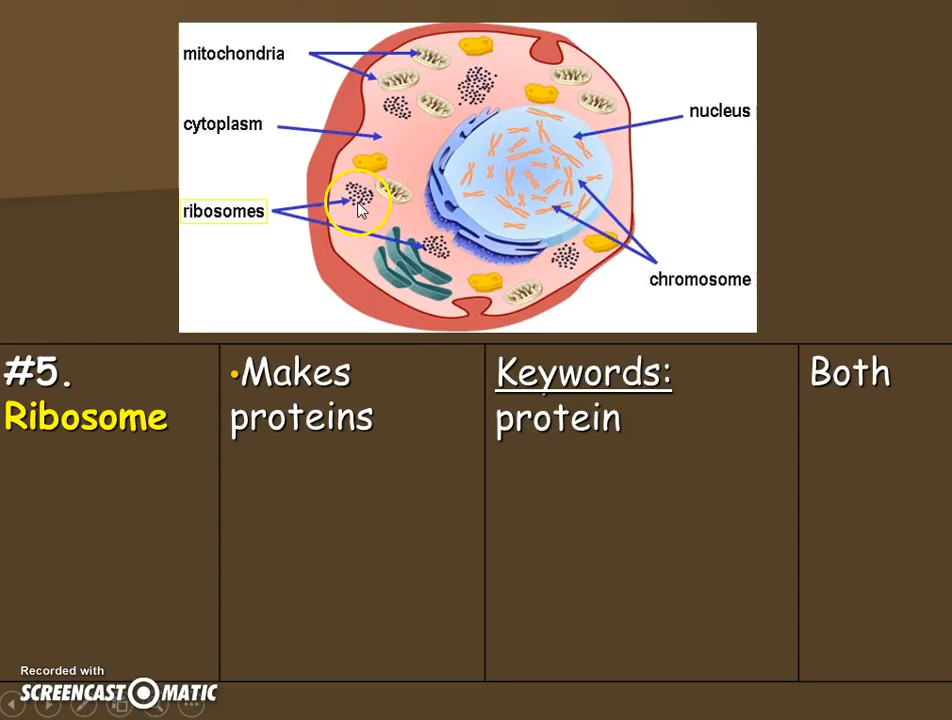 mitochondria
cytoplasm
nucleus
ribosomes
chromosome
#5.
Ribosome
•Makes
proteins
Keywords:
protein
Both
Recorded with
SCREENCAST MATIC